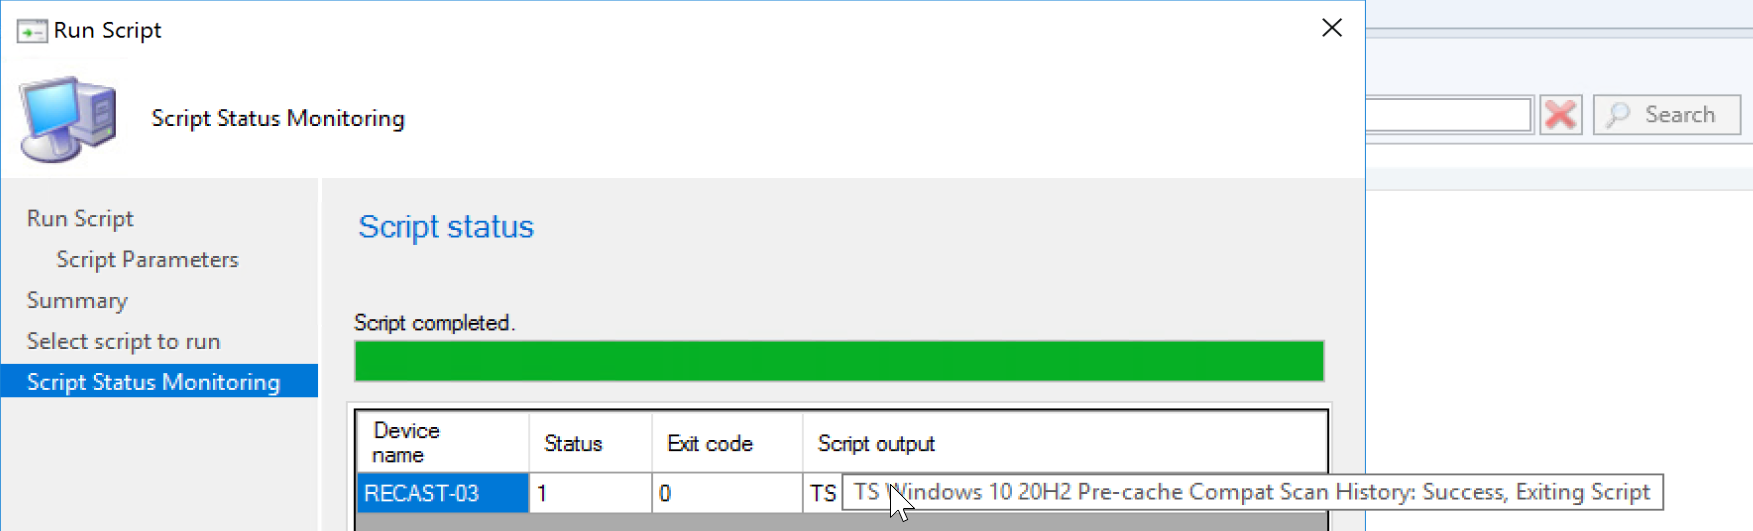 Run Script
Script Status Monitoring
Search
Run Script
Script Parameters
Summary
Select script to run
Script Status Monitoring
Script status
Script completed.
Device name
Status
Exit code
Script output
RECAST-03
1
0
TS
TS Windows 10 20H2 Pre-cache Compat Scan History: Success, Exiting Script